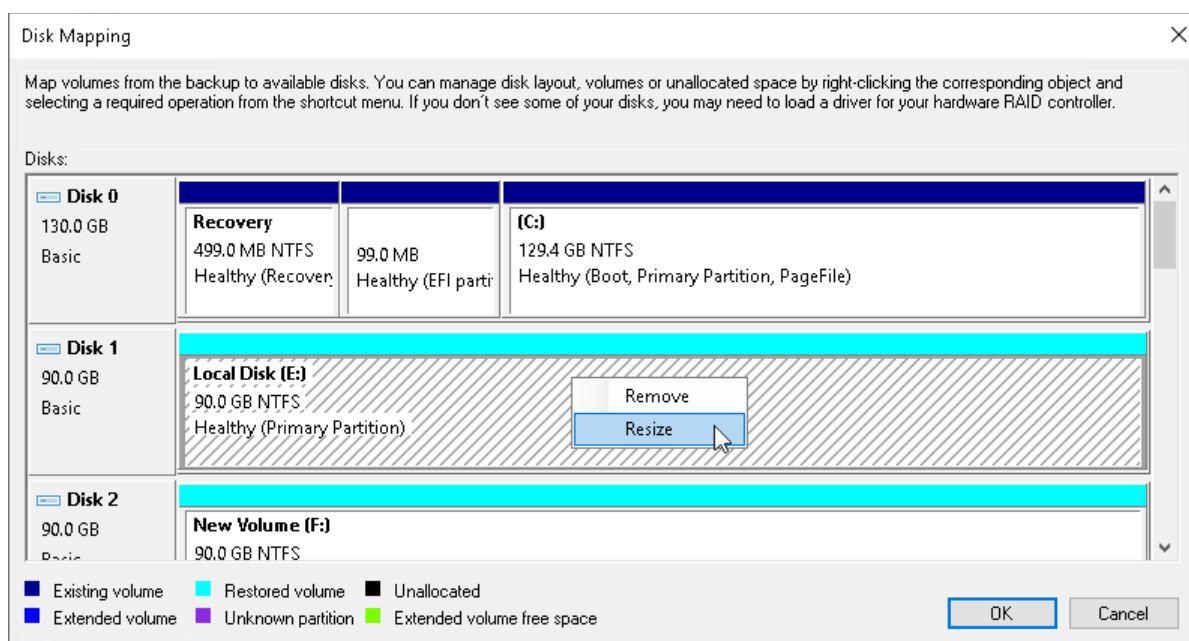 Disk Mapping
Map volumes from the backup to available disks. You can manage disk layout, volumes or unallocated space by right-clicking the corresponding object and
selecting a required operation from the shortcut menu. If you don´t see some of your disks, you may need to load a driver for your hardware RAID controller.
Disks:
Disk 0
130.0 GB
Basic
Recovery
499.0 MB NTFS
Healthy (Recover
99.0 MB
Healthy (EFI parti
(C:)
129.4 GB NTFS
Healthy (Boot, Primary Partition, PageFile)
Disk 1
90.0 GB
Basic
Local Disk (E:)
90.0 GB NTFS
Healthy (Primary Partition)
Remove
Resize
Disk 2
90.0 GB
Basic
New Volume (F:)
90.0 GB NTFS
Existing volume
Restored volume
Unallocated
Extended volume
Unknown partition
Extended volume free space
OK
Cancel